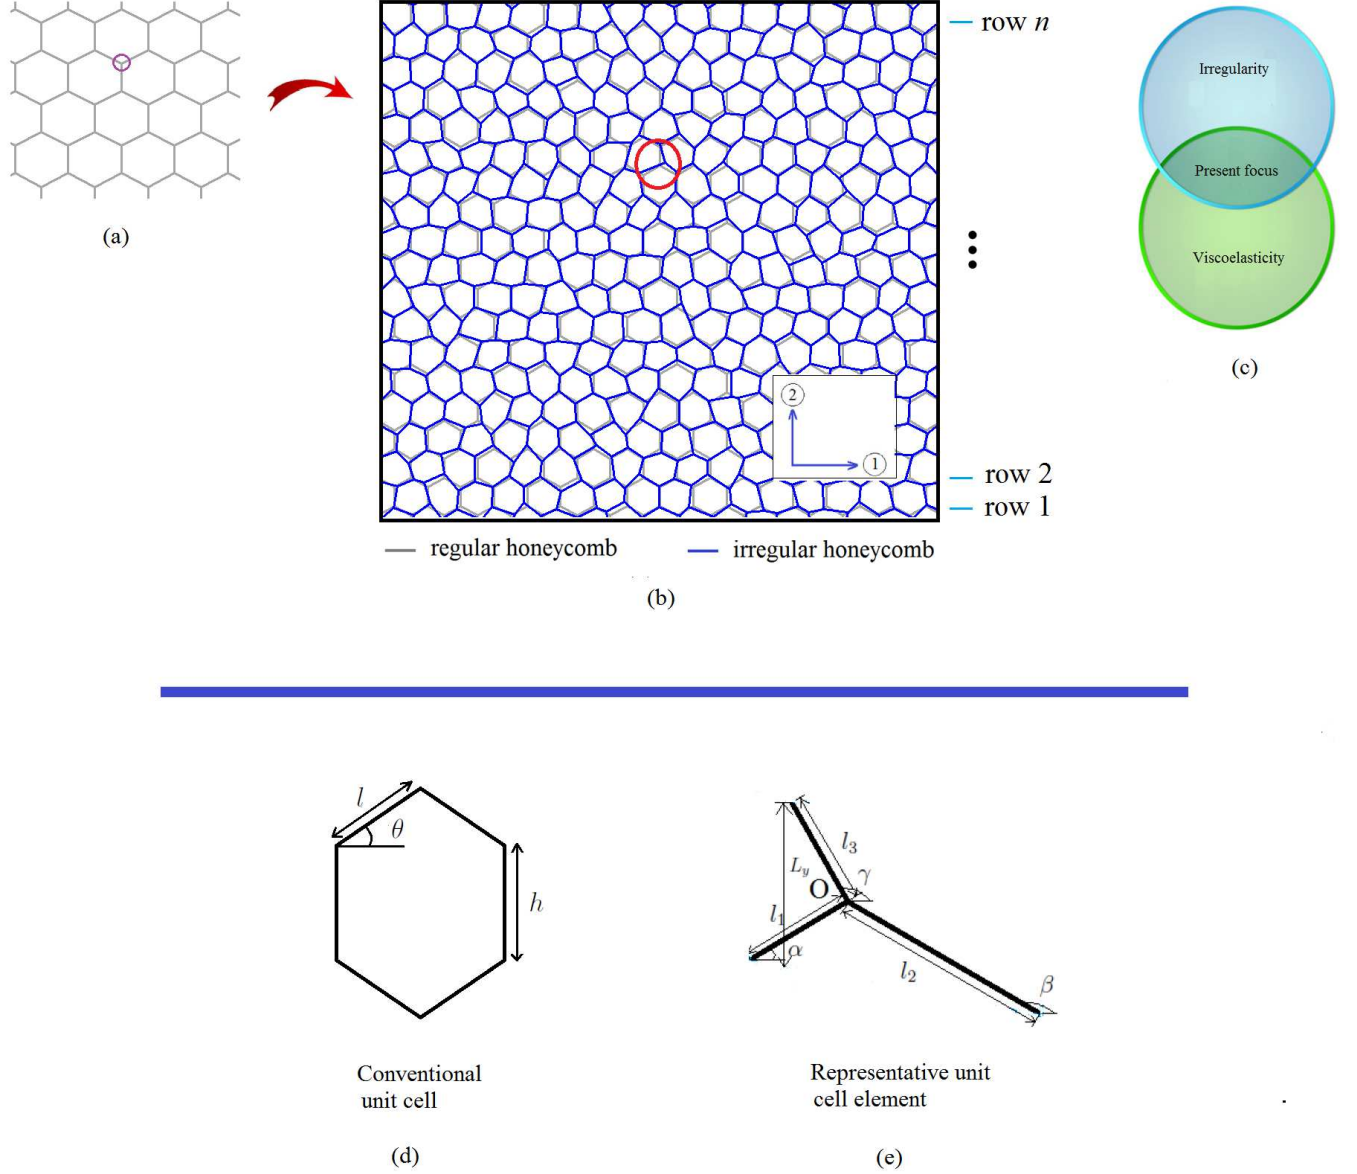 (a)
row n
row 2
row 1
2
1
regular honeycomb
irregular honeycomb
(b)
Irregularity
Present focus
Viscoelasticity
(c)
l
θ
h
Conventional
unit cell
(d)
l₃
L_y
O
γ
l₁
α
l₂
β
Representative unit
cell element
(e)